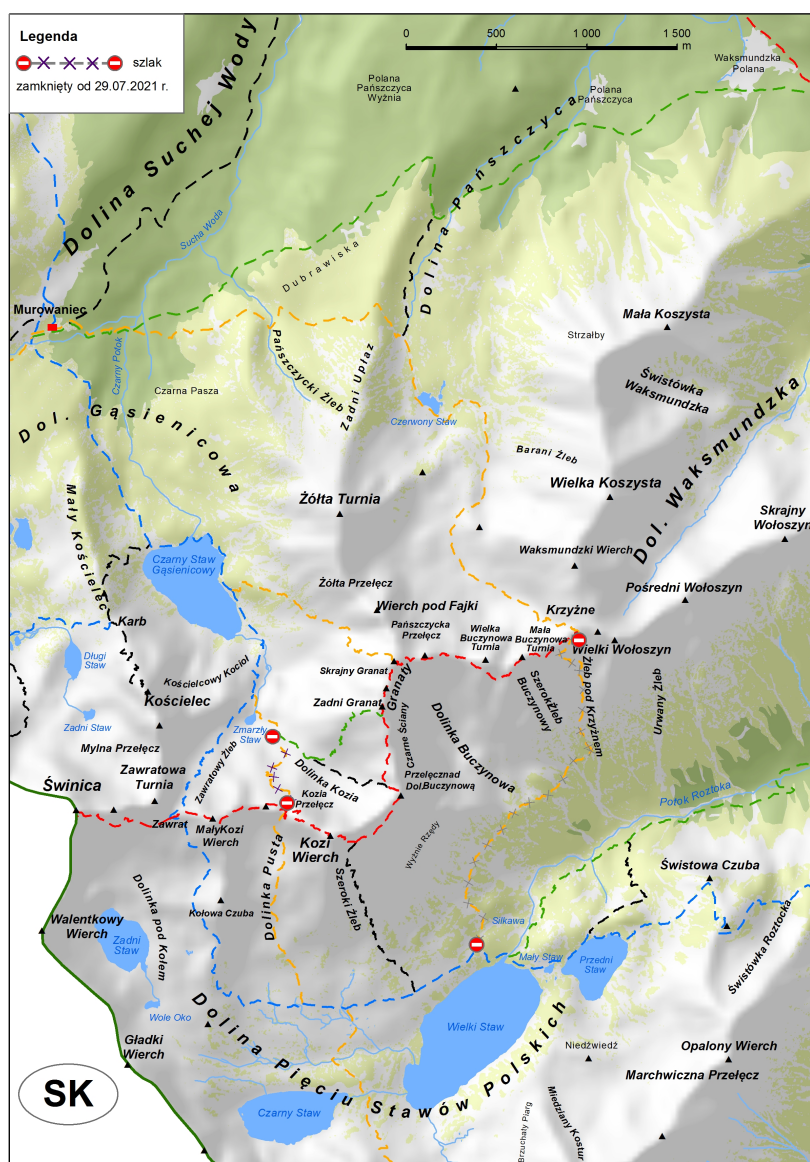 Legenda
szlak
zamknięty od 29.07.2021 r.
0 500 1 000 1 500
m
Dolina Suchej Wody
Polana
Pańszczyca
Wyżnia
Polana
Pańszczyca
Waksmundzka
Polana
Dolina Pańszczyca
Sucha Woda
Dubrawiska
Murowaniec
Mała Koszysta
Strzałby
Czarny Potok
Pańszczycki Żleb
Zadni Upłaz
Czarna Pasza
Świstówka
Waksmundzka
Dol. Gąsienicowa
Czerwony Staw
Barani Żleb
Dol. Waksmundzka
Mały Kościelec
Żółta Turnia
Wielka Koszysta
Skrajny
Wołoszyn
Waksmundzki Wierch
Czarny Staw
Gąsienicowy
Żółta Przełęcz
Pośredni Wołoszyn
Wierch pod Fajki
Krzyżne
Karb
Pańszczycka
Przełęcz
Wielka
Buczynowa
Turnia
Mała
Buczynowa
Turnia
Wielki Wołoszyn
Długi
Staw
Kościelcowy Kocioł
Skrajny Granat
Granaty
Żleb pod Krzyżnem
Urwany Żleb
Kościelec
Zadni Granat
Szeroki Żleb
Buczynowy
Zadni Staw
Zmarzły
Staw
Czarne Ściany
Dolinka Buczynowa
Mylna Przełęcz
Zawratowy Żleb
Zawratowa
Turnia
Dolinka Kozia
Przełęcz nad
Dol.Buczynową
Świnica
Kozia
Przełęcz
Potok Roztoka
Zawrat
Mały Kozi
Wierch
Kozi
Wierch
Wyżnie Rzędy
Dolinka Pusta
Szeroki Żleb
Świstowa Czuba
Dolinka pod Kołem
Kołowa Czuba
Walentkowy
Wierch
Zadni
Staw
Siklawa
Mały Staw
Przedni
Staw
Świstówka Roztocka
Wole Oko
Wielki Staw
Gładki
Wierch
Dolina Pięciu Stawów Polskich
Niedźwiedź
Opalony Wierch
Marchwiczna Przełęcz
SK
Czarny Staw
Brzuchaty Piarg
Miedziany Kostur